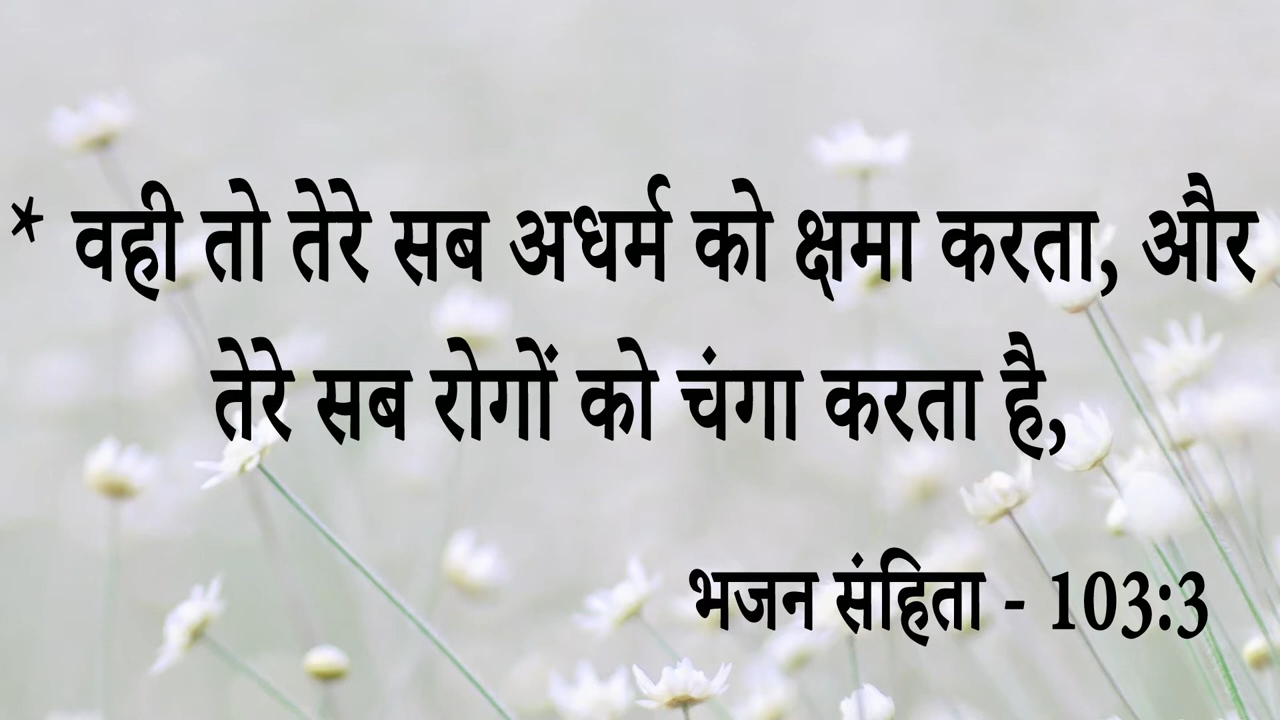 * वही तो तेरे सब अधर्म को क्षमा करता, और
तेरे सब रोगों को चंगा करता है,
भजन संहिता - 103:3